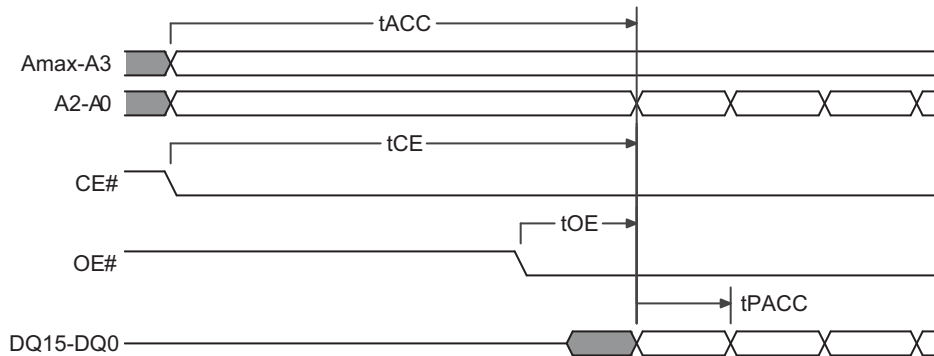 tACC
Amax-A3
A2-A0
tCE
CE#
tOE
OE#
tPACC
DQ15-DQ0